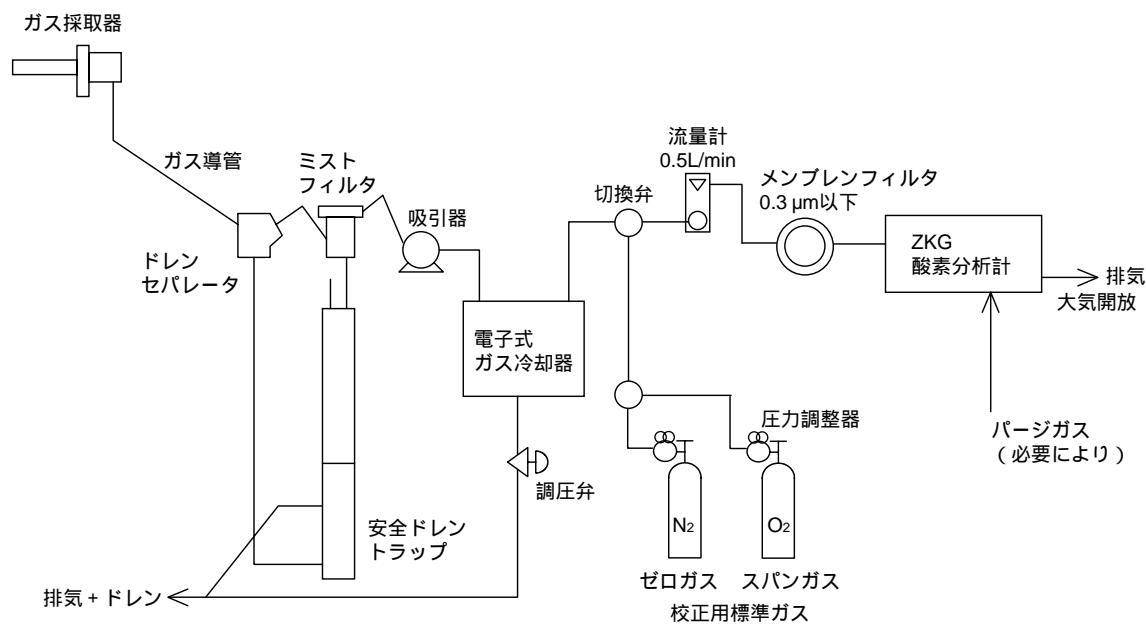 ガス採取器
ガス導管
ミスト
フィルタ
吸引器
ドレン
セパレータ
流量計
0.5L/min
切換弁
メンブレンフィルタ
0.3μm以下
ZKG
酸素分析計
排気
大気開放
電子式
ガス冷却器
圧力調整器
パージガス
（必要により）
調圧弁
安全ドレン
トラップ
N2
O2
排気+ドレン
ゼロガス
スパンガス
校正用標準ガス